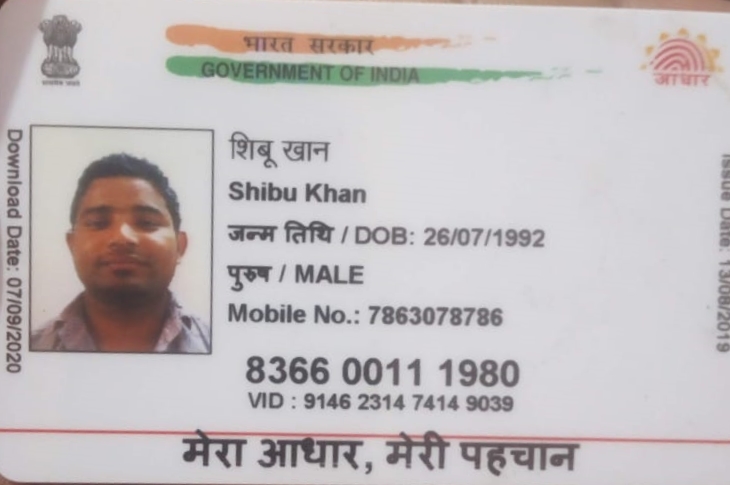 भारत सरकार
GOVERNMENT OF INDIA
आधार
Download Date: 07/09/2020
शिबू खान
Shibu Khan
जन्म तिथि / DOB: 26/07/1992
पुरुष / MALE
Mobile No.: 7863078786
Issue Date: 13/08/2019
8366 0011 1980
VID : 9146 2314 7414 9039
मेरा आधार, मेरी पहचान